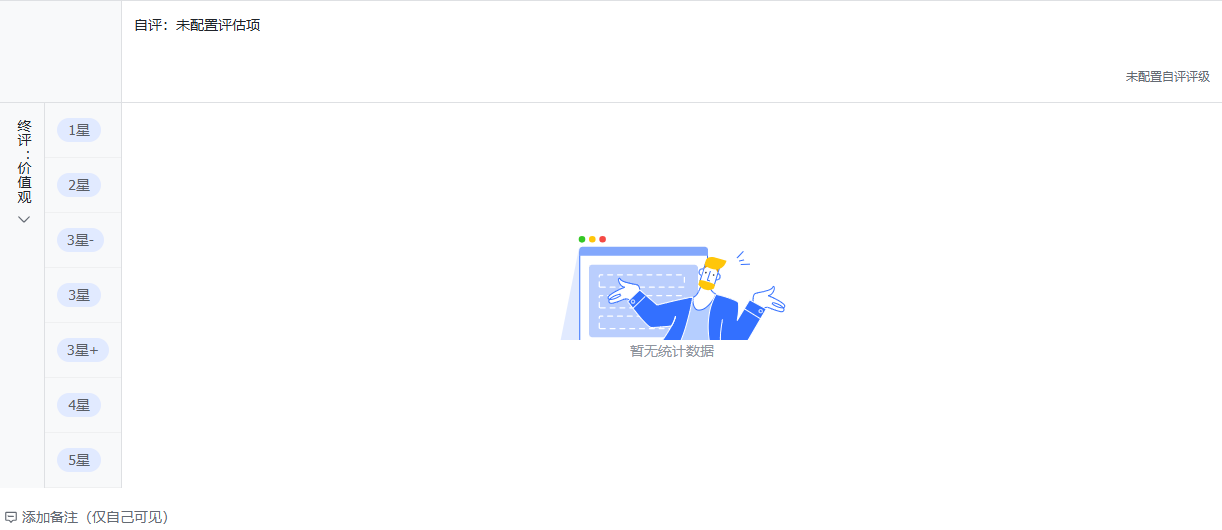 自评：未配置评估项
未配置自评评级
终评：价值观
1星
2星
3星-
3星
3星+
4星
5星
暂无统计数据
添加备注（仅自己可见）